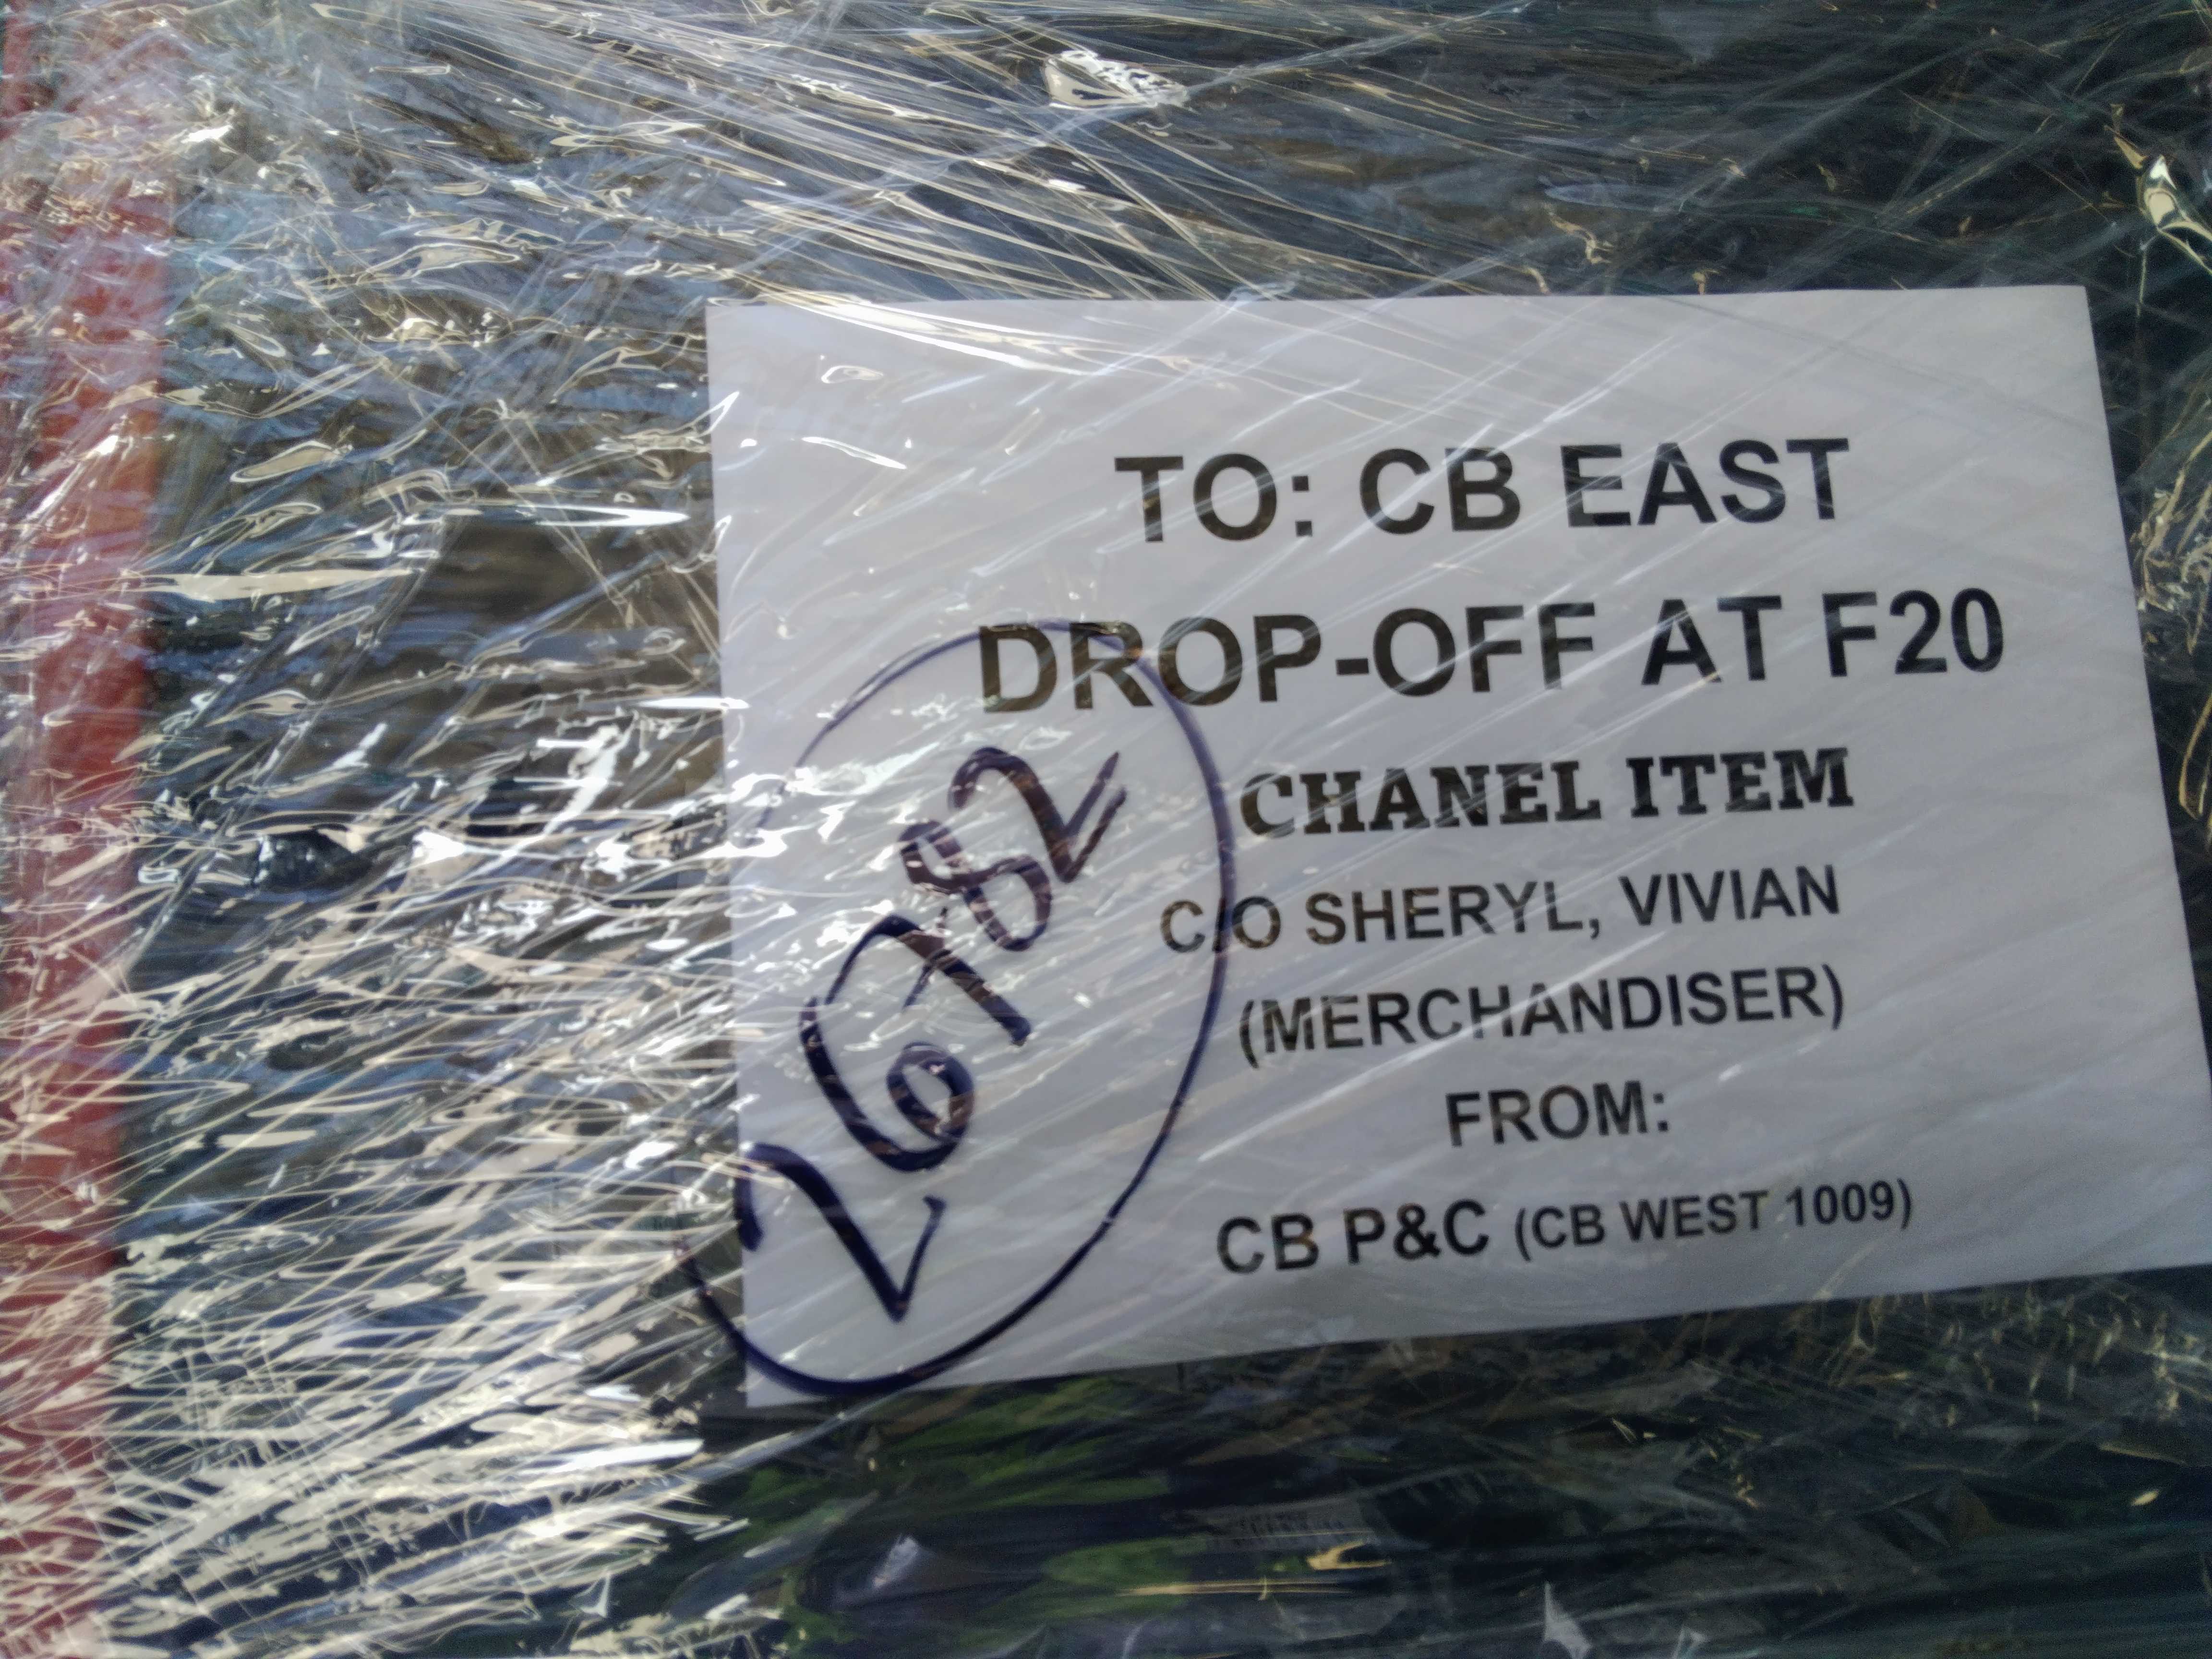 TO: CB EAST
DROP-OFF AT F20
CHANEL ITEM
C/O SHERYL, VIVIAN
(MERCHANDISER)
FROM:
CB P&C (CB WEST 1009)
26782